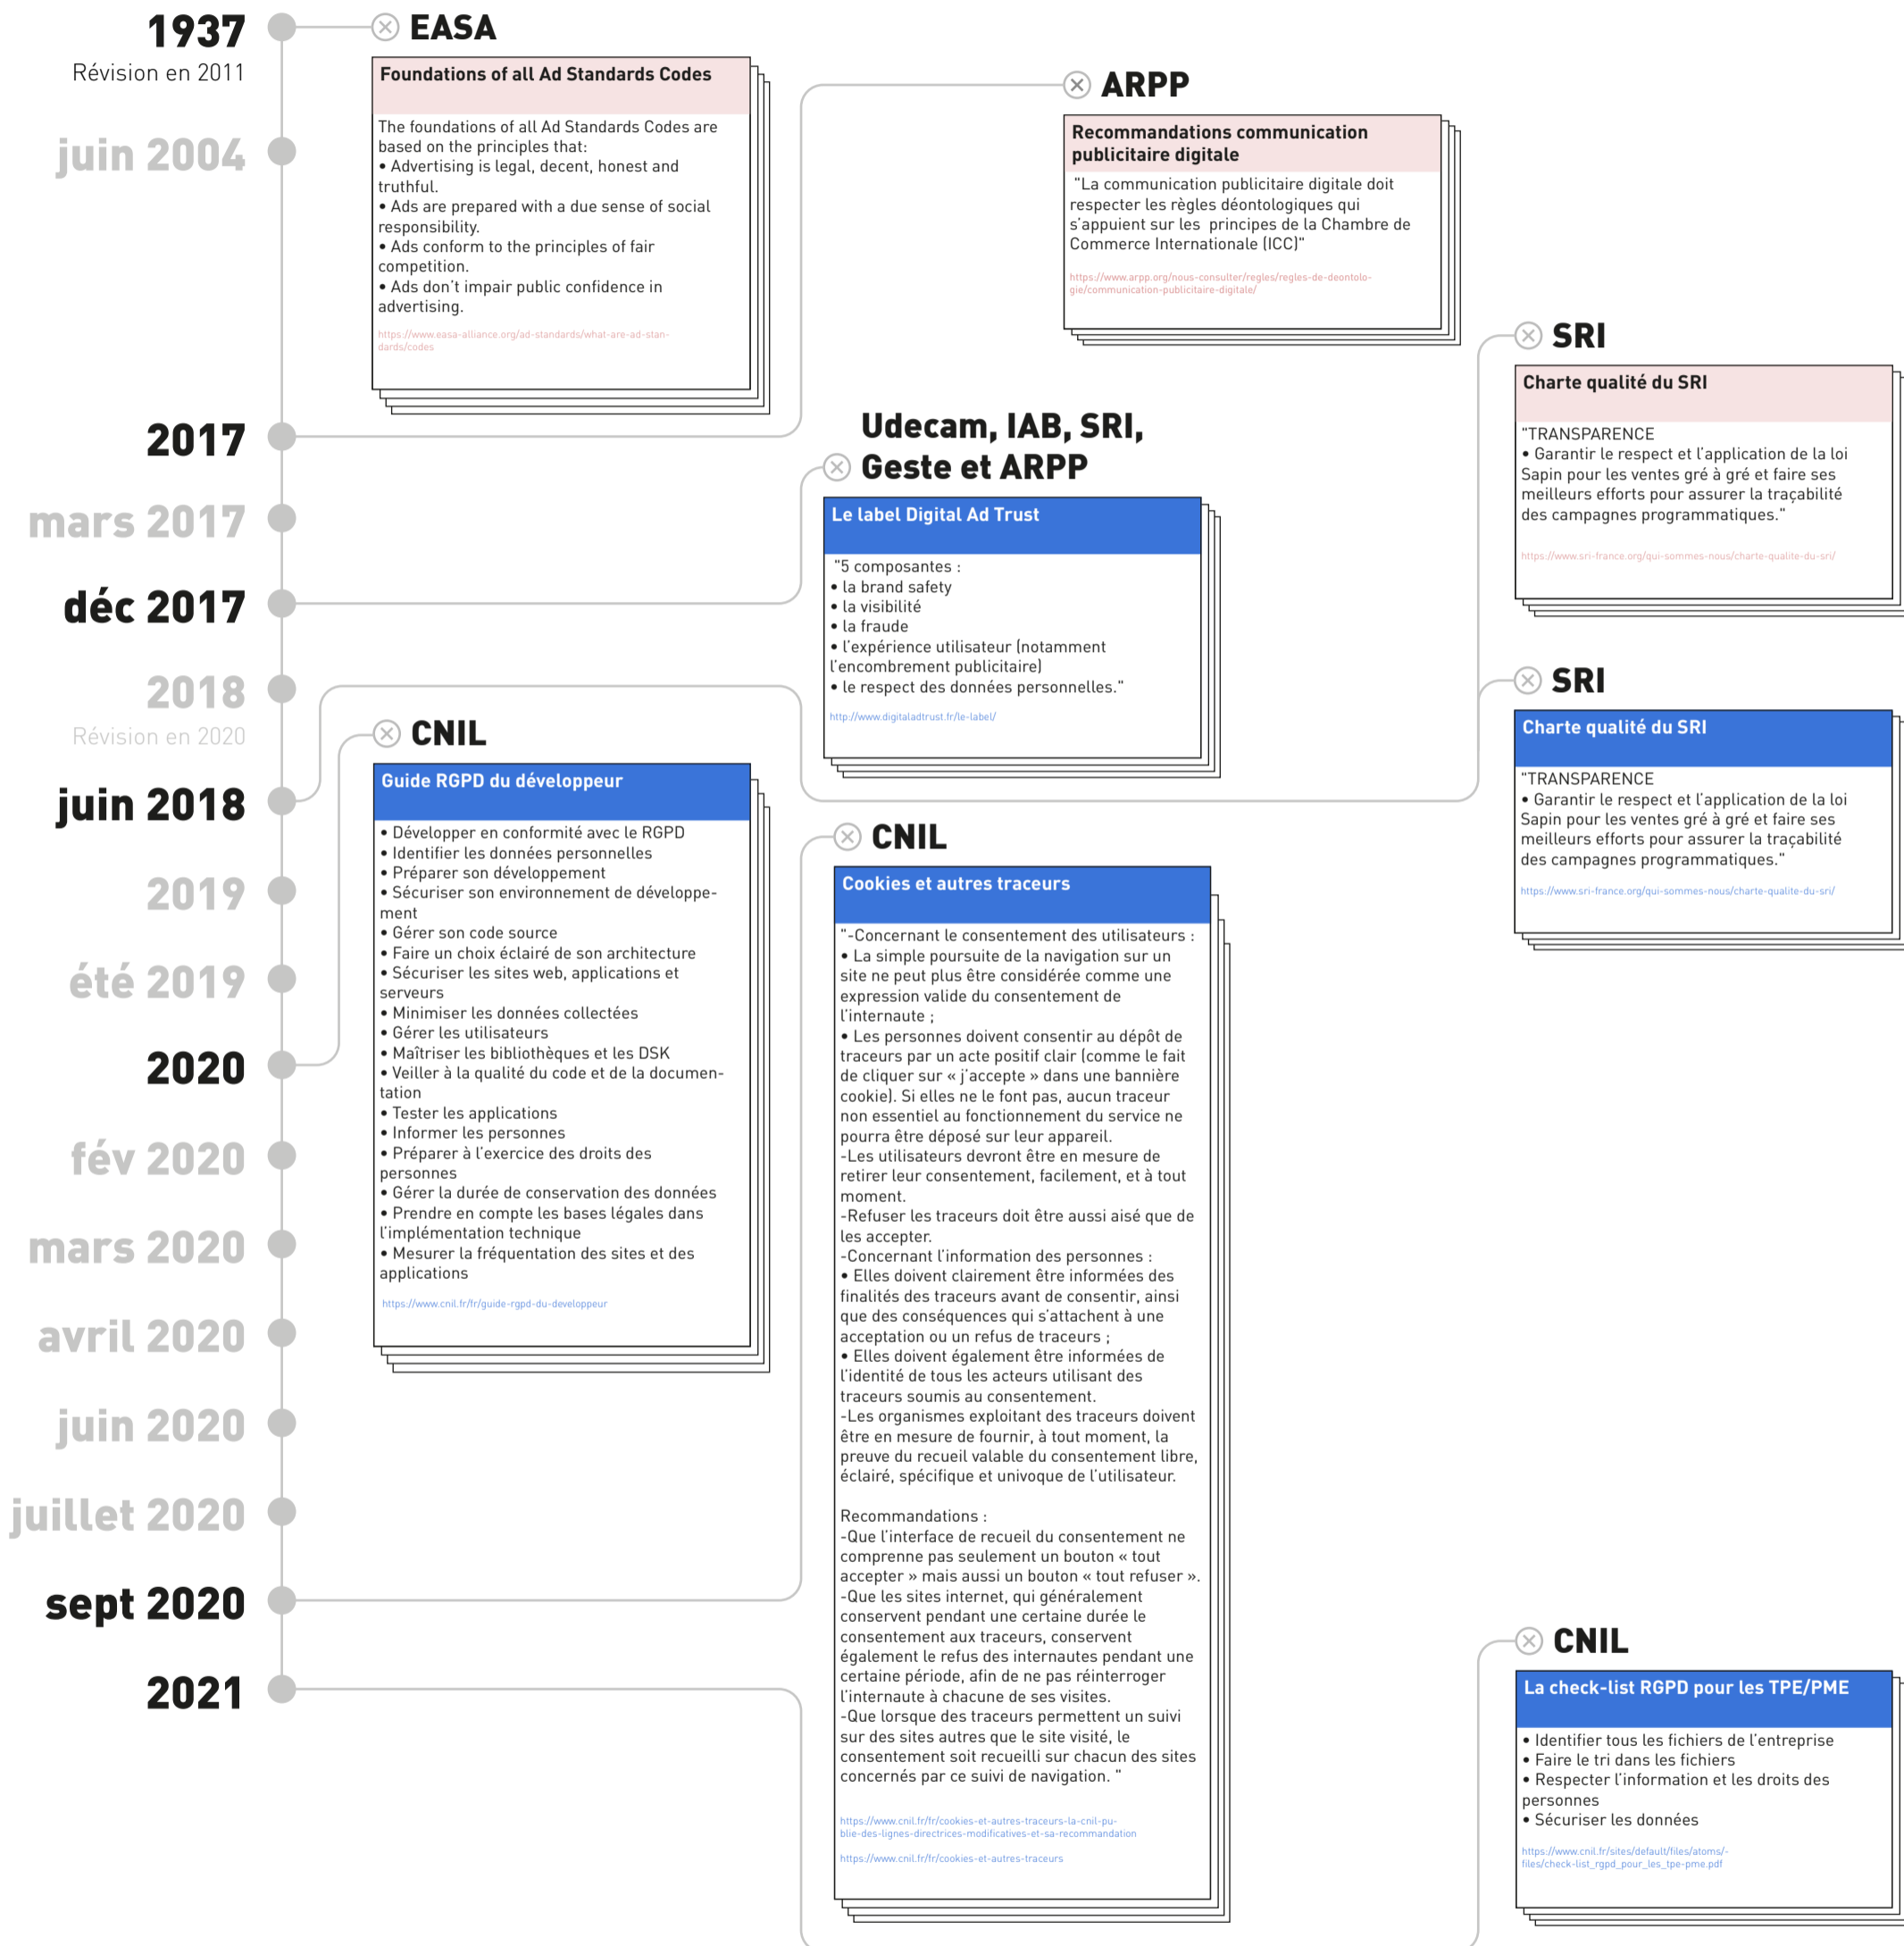 1937
Révision en 2011
juin 2004
2017
mars 2017
déc 2017
2018
Révision en 2020
juin 2018
2019
été 2019
2020
fév 2020
mars 2020
avril 2020
juin 2020
juillet 2020
sept 2020
2021
EASA
Foundations of all Ad Standards Codes
The foundations of all Ad Standards Codes are
based on the principles that:
• Advertising is legal, decent, honest and
truthful.
• Ads are prepared with a due sense of social
responsibility.
• Ads conform to the principles of fair
competition.
• Ads don't impair public confidence in
advertising.
https://www.easa-alliance.org/ad-standards/what-are-ad-stan-
dards/codes
ARPP
Recommandations communication
publicitaire digitale
"La communication publicitaire digitale doit
respecter les règles déontologiques qui
s'appuient sur les principes de la Chambre de
Commerce Internationale (ICC)"
https://www.arpp.org/nous-consulter/regles/regles-de-deontolo-
gie/communication-publicitaire-digitale/
SRI
Charte qualité du SRI
"TRANSPARENCE
• Garantir le respect et l'application de la loi
Sapin pour les ventes gré à gré et faire ses
meilleurs efforts pour assurer la traçabilité
des campagnes programmatiques."
https://www.sri-france.org/qui-sommes-nous/charte-qualite-du-sri/
Udecam, IAB, SRI,
Geste et ARPP
Le label Digital Ad Trust
"5 composantes :
• la brand safety
• la visibilité
• la fraude
• l'expérience utilisateur (notamment
l'encombrement publicitaire)
• le respect des données personnelles."
http://www.digitaladtrust.fr/le-label/
SRI
Charte qualité du SRI
"TRANSPARENCE
• Garantir le respect et l'application de la loi
Sapin pour les ventes gré à gré et faire ses
meilleurs efforts pour assurer la traçabilité
des campagnes programmatiques."
https://www.sri-france.org/qui-sommes-nous/charte-qualite-du-sri/
CNIL
Guide RGPD du développeur
• Développer en conformité avec le RGPD
• Identifier les données personnelles
• Préparer son développement
• Sécuriser son environnement de développe-
ment
• Gérer son code source
• Faire un choix éclairé de son architecture
• Sécuriser les sites web, applications et
serveurs
• Minimiser les données collectées
• Gérer les utilisateurs
• Maîtriser les bibliothèques et les DSK
• Veiller à la qualité du code et de la documen-
tation
• Tester les applications
• Informer les personnes
• Préparer à l'exercice des droits des
personnes
• Gérer la durée de conservation des données
• Prendre en compte les bases légales dans
l'implémentation technique
• Mesurer la fréquentation des sites et des
applications
https://www.cnil.fr/fr/guide-rgpd-du-developpeur
CNIL
Cookies et autres traceurs
"-Concernant le consentement des utilisateurs :
• La simple poursuite de la navigation sur un
site ne peut plus être considérée comme une
expression valide du consentement de
l'internaute ;
• Les personnes doivent consentir au dépôt de
traceurs par un acte positif clair (comme le fait
de cliquer sur « j'accepte » dans une bannière
cookie). Si elles ne le font pas, aucun traceur
non essentiel au fonctionnement du service ne
pourra être déposé sur leur appareil.
-Les utilisateurs devront être en mesure de
retirer leur consentement, facilement, et à tout
moment.
-Refuser les traceurs doit être aussi aisé que de
les accepter.
-Concernant l'information des personnes :
• Elles doivent clairement être informées des
finalités des traceurs avant de consentir, ainsi
que des conséquences qui s'attachent à une
acceptation ou un refus de traceurs ;
• Elles doivent également être informées de
l'identité de tous les acteurs utilisant des
traceurs soumis au consentement.
-Les organismes exploitant des traceurs doivent
être en mesure de fournir, à tout moment, la
preuve du recueil valable du consentement libre,
éclairé, spécifique et univoque de l'utilisateur.
Recommandations :
-Que l'interface de recueil du consentement ne
comprenne pas seulement un bouton « tout
accepter » mais aussi un bouton « tout refuser ».
-Que les sites internet, qui généralement
conservent pendant une certaine durée le
consentement aux traceurs, conservent
également le refus des internautes pendant une
certaine période, afin de ne pas réinterroger
l'internaute à chacune de ses visites.
-Que lorsque des traceurs permettent un suivi
sur des sites autres que le site visité, le
consentement soit recueilli sur chacun des sites
concernés par ce suivi de navigation. "
https://www.cnil.fr/fr/cookies-et-autres-traceurs-la-cnil-pu-
blie-des-lignes-directrices-modificatives-et-sa-recommandation
https://www.cnil.fr/fr/cookies-et-autres-traceurs
CNIL
La check-list RGPD pour les TPE/PME
• Identifier tous les fichiers de l'entreprise
• Faire le tri dans les fichiers
• Respecter l'information et les droits des
personnes
• Sécuriser les données
https://www.cnil.fr/sites/default/files/atoms/-
files/check-list_rgpd_pour_les_tpe-pme.pdf